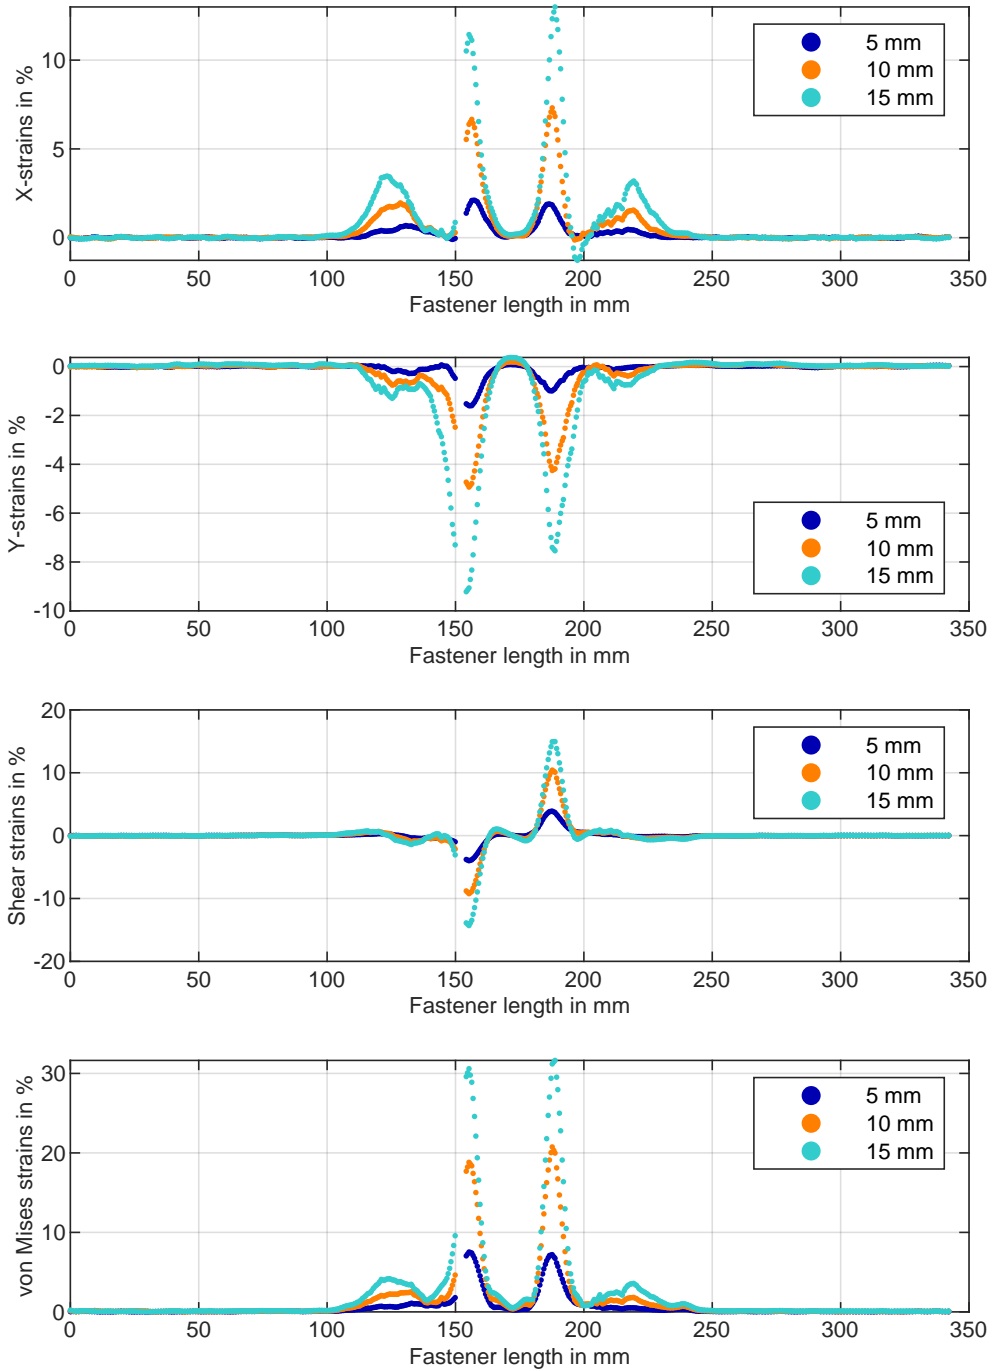 X-strains in %
10
5
0
5 mm
10 mm
15 mm
0 50 100 150 200 250 300 350
Fastener length in mm
Y-strains in %
0
-2
-4
-6
-8
-10
5 mm
10 mm
15 mm
0 50 100 150 200 250 300 350
Fastener length in mm
Shear strains in %
20
10
0
-10
-20
5 mm
10 mm
15 mm
0 50 100 150 200 250 300 350
Fastener length in mm
von Mises strains in %
30
20
10
0
5 mm
10 mm
15 mm
0 50 100 150 200 250 300 350
Fastener length in mm